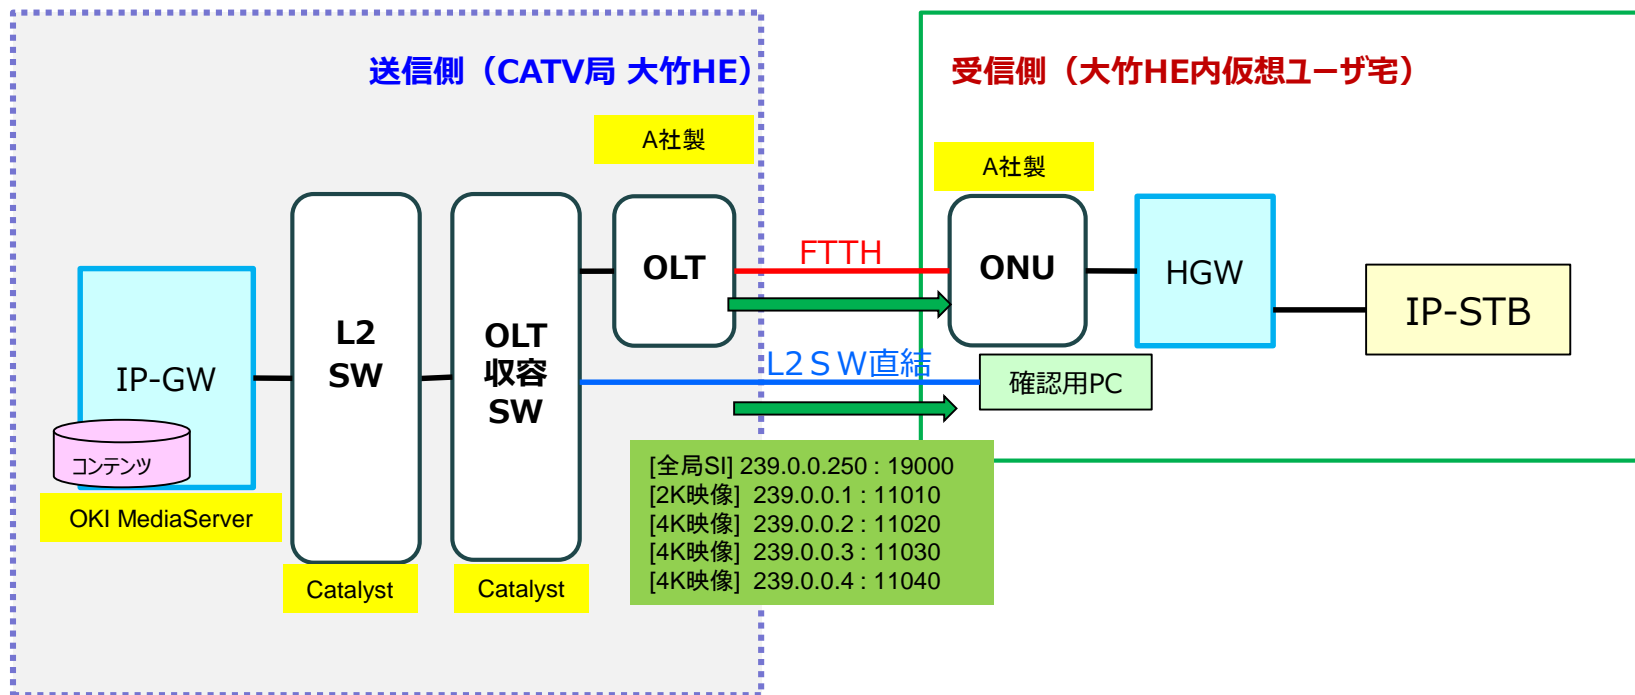 送信側（CATV局 大竹HE）
受信側（大竹HE内仮想ユーザ宅）
A社製
A社製
OLT
FTTH
ONU
HGW
IP-STB
L2
SW
OLT
収容
SW
IP-GW
コンテンツ
L2ＳＷ直結
確認用PC
OKI MediaServer
Catalyst
Catalyst
[全局SI] 239.0.0.250 : 19000
[2K映像] 239.0.0.1 : 11010
[4K映像] 239.0.0.2 : 11020
[4K映像] 239.0.0.3 : 11030
[4K映像] 239.0.0.4 : 11040